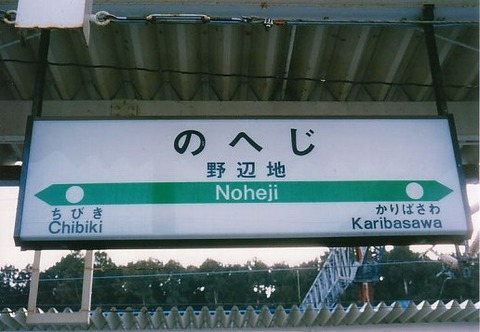 のへじ
野辺地
Noheji
ちびき
Chibiki
かりばさわ
Karibasawa